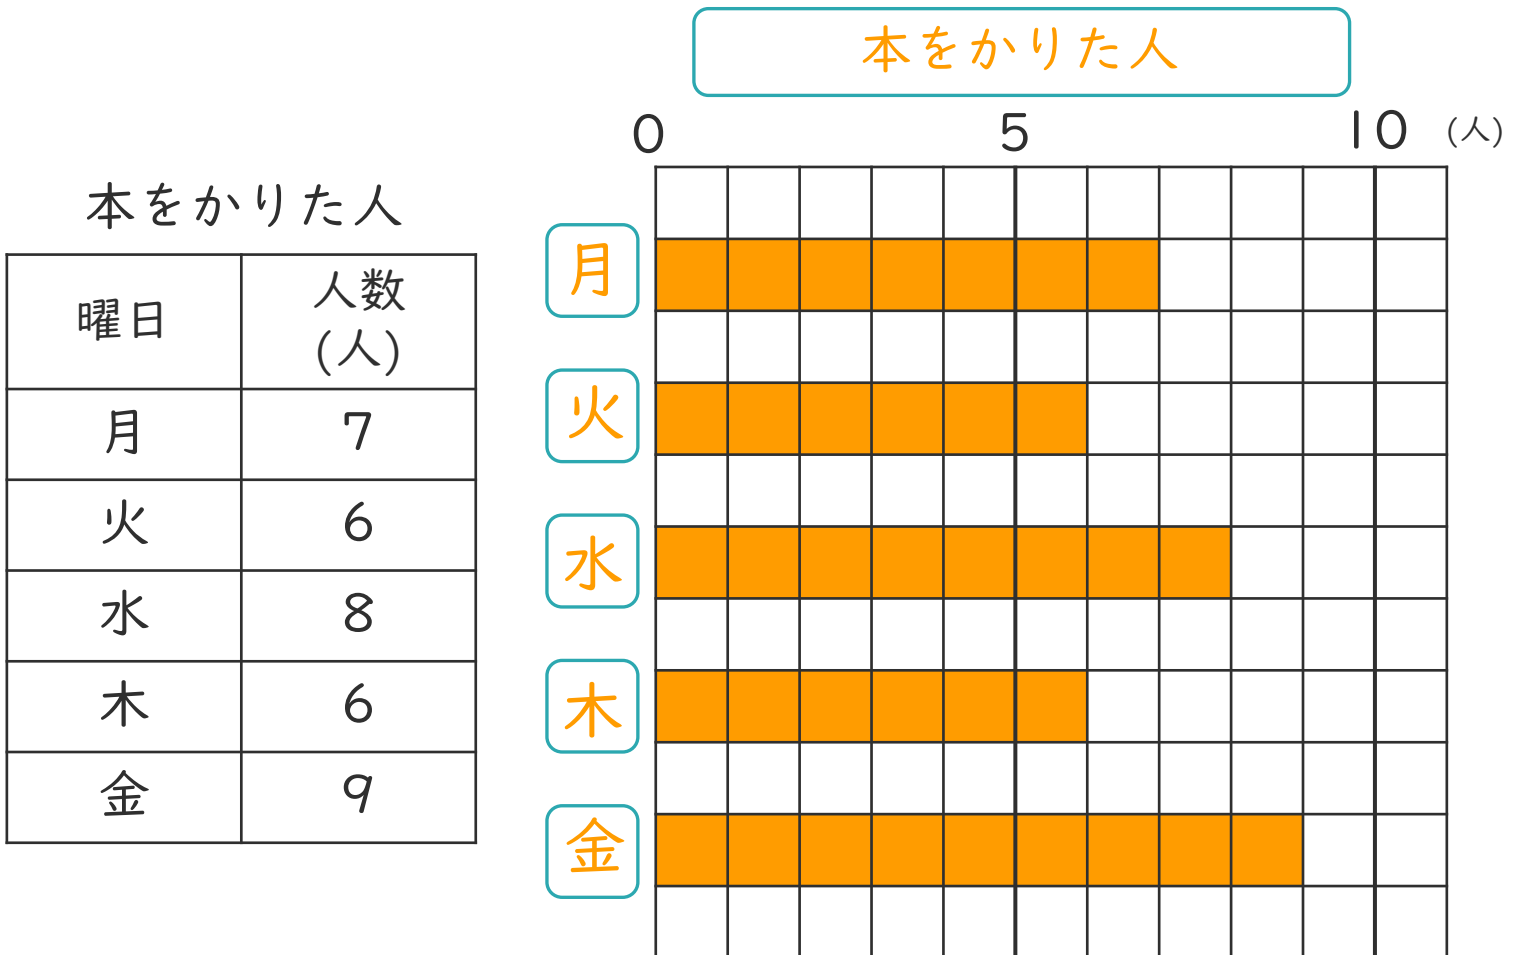 本をかりた人
曜日 人数(人)
月 7
火 6
水 8
木 6
金 9
本をかりた人
0 5 10 (人)
月
火
水
木
金